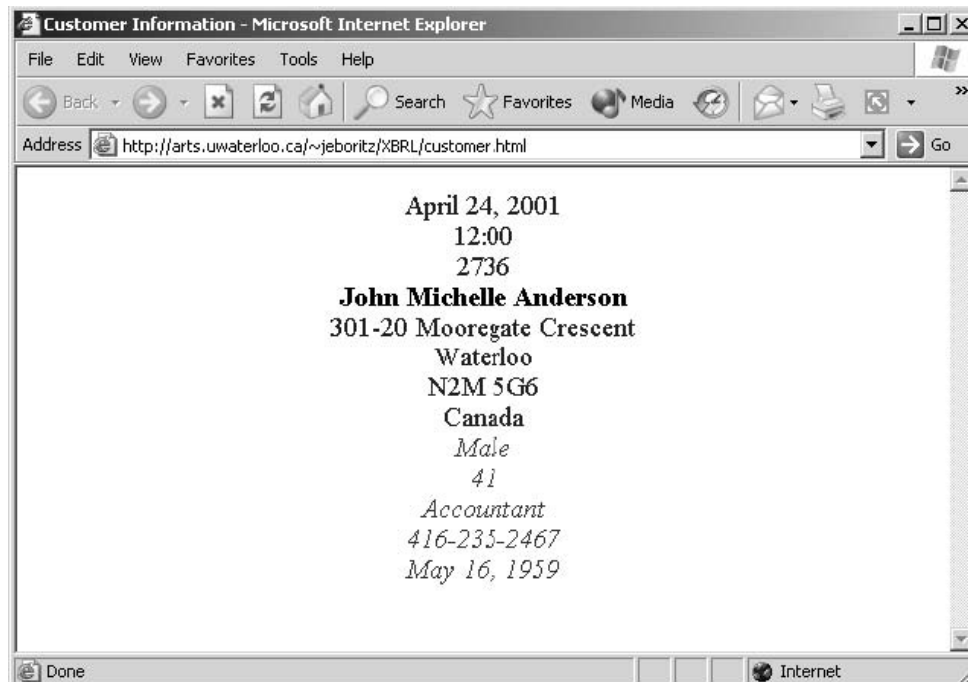 Customer Information - Microsoft Internet Explorer
File Edit View Favorites Tools Help
Back Search Favorites Media »
Address http://arts.uwaterloo.ca/~jeboritz/XBRL/customer.html Go
April 24, 2001
12:00
2736
John Michelle Anderson
301-20 Mooregate Crescent
Waterloo
N2M 5G6
Canada
Male
41
Accountant
416-235-2467
May 16, 1959
Done Internet